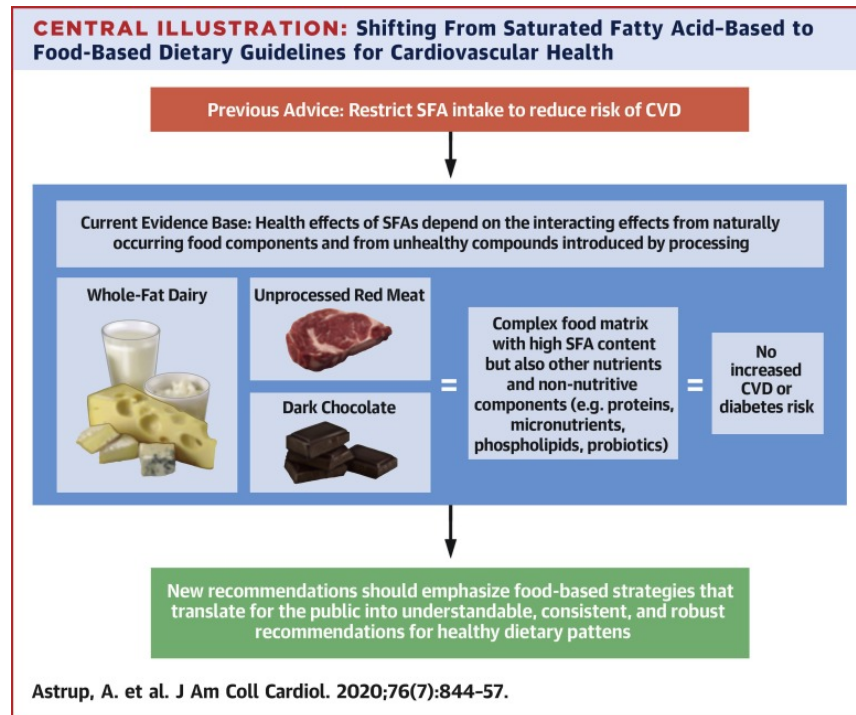 CENTRAL ILLUSTRATION: Shifting From Saturated Fatty Acid–Based to
Food-Based Dietary Guidelines for Cardiovascular Health
Previous Advice: Restrict SFA intake to reduce risk of CVD
Current Evidence Base: Health effects of SFAs depend on the interacting effects from naturally
occurring food components and from unhealthy compounds introduced by processing
Whole-Fat Dairy
Unprocessed Red Meat
Dark Chocolate
=
Complex food matrix
with high SFA content
but also other nutrients
and non-nutritive
components (e.g. proteins,
micronutrients,
phospholipids, probiotics)
=
No
increased
CVD or
diabetes risk
New recommendations should emphasize food-based strategies that
translate for the public into understandable, consistent, and robust
recommendations for healthy dietary pattens
Astrup, A. et al. J Am Coll Cardiol. 2020;76(7):844–57.